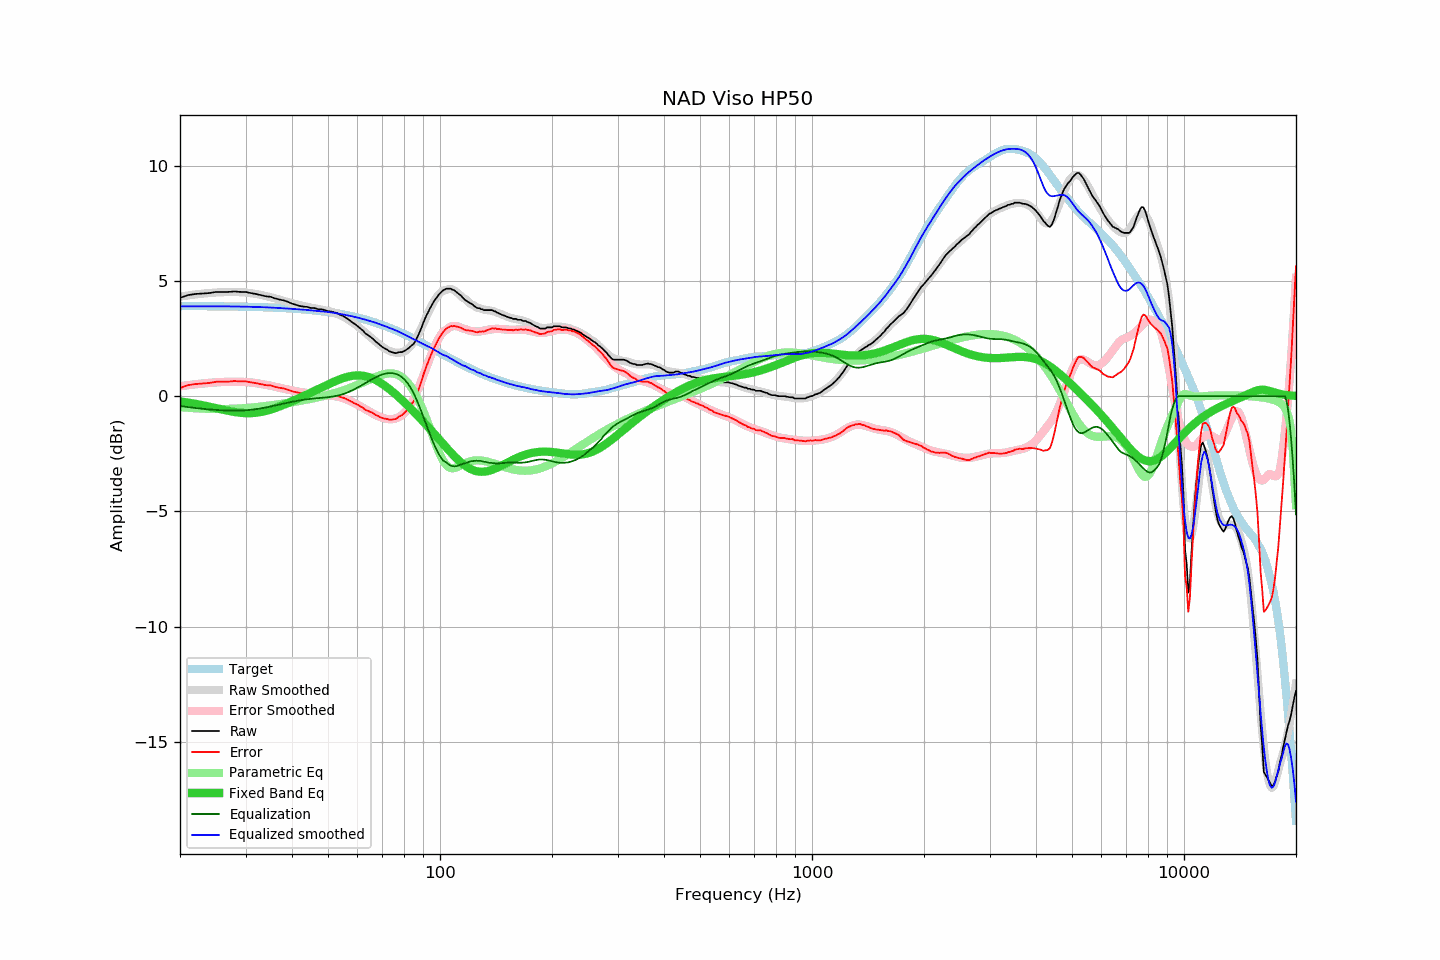 NAD Viso HP50
10
5
0
−5
−10
−15
Amplitude (dBr)
Target
Raw Smoothed
Error Smoothed
Raw
Error
Parametric Eq
Fixed Band Eq
Equalization
Equalized smoothed
100
1000
10000
Frequency (Hz)